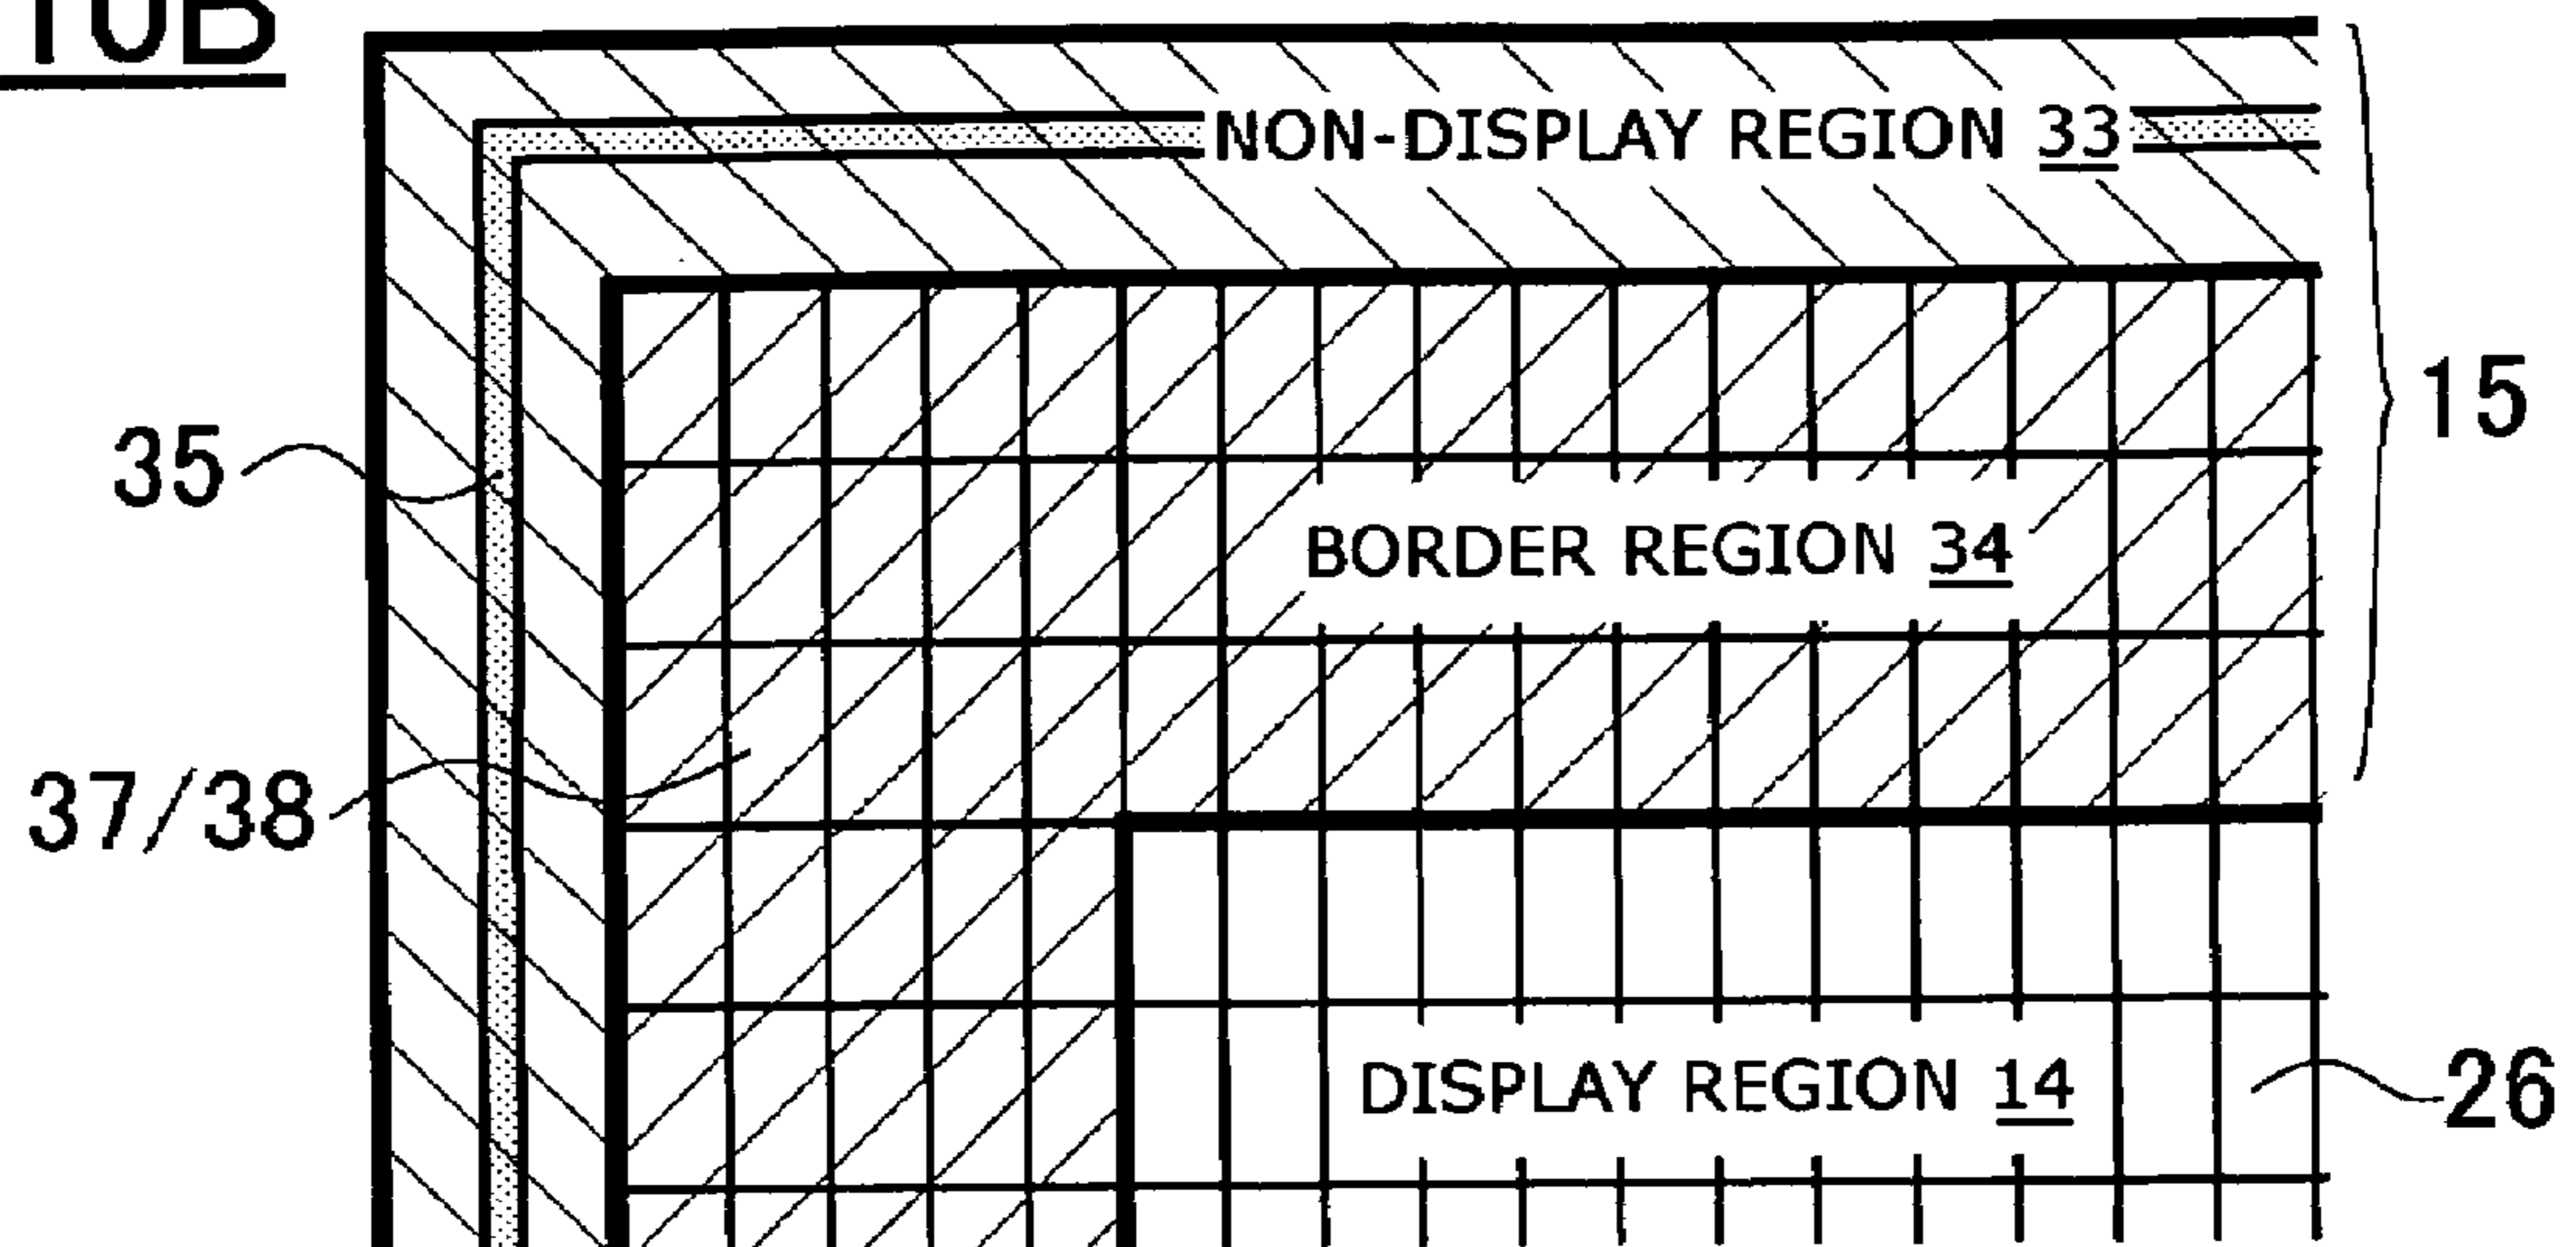 10B
NON-DISPLAY REGION 33
15
35
BORDER REGION 34
37/38
DISPLAY REGION 14
26